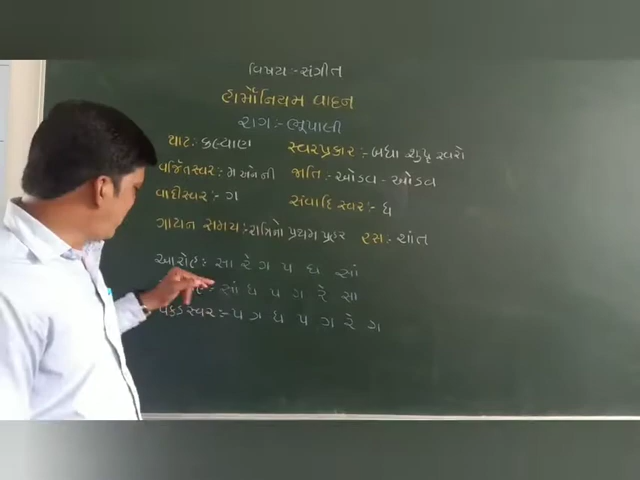 વિષય:- સંગીત
હાર્મોનિયમ વાદન
રાગ:- ભૂપાલી
થાટ: કલ્યાણ સ્વરપ્રકાર:- બધા શુદ્ધ સ્વરો
વર્જિતસ્વર: મ અને ની જાતિ:- ઓડવ - ઓડવ
વાદીસ્વર:- ગ સંવાદિ સ્વર:- ધ
ગાયન સમય:- રાત્રિનો પ્રથમ પ્રહર રસ:- શાંત
આરોહ:- સા રે ગ પ ધ સાં
સાં ધ પ ગ રે સા
પકડસ્વર:- પ ગ ધ પ ગ રે ગ